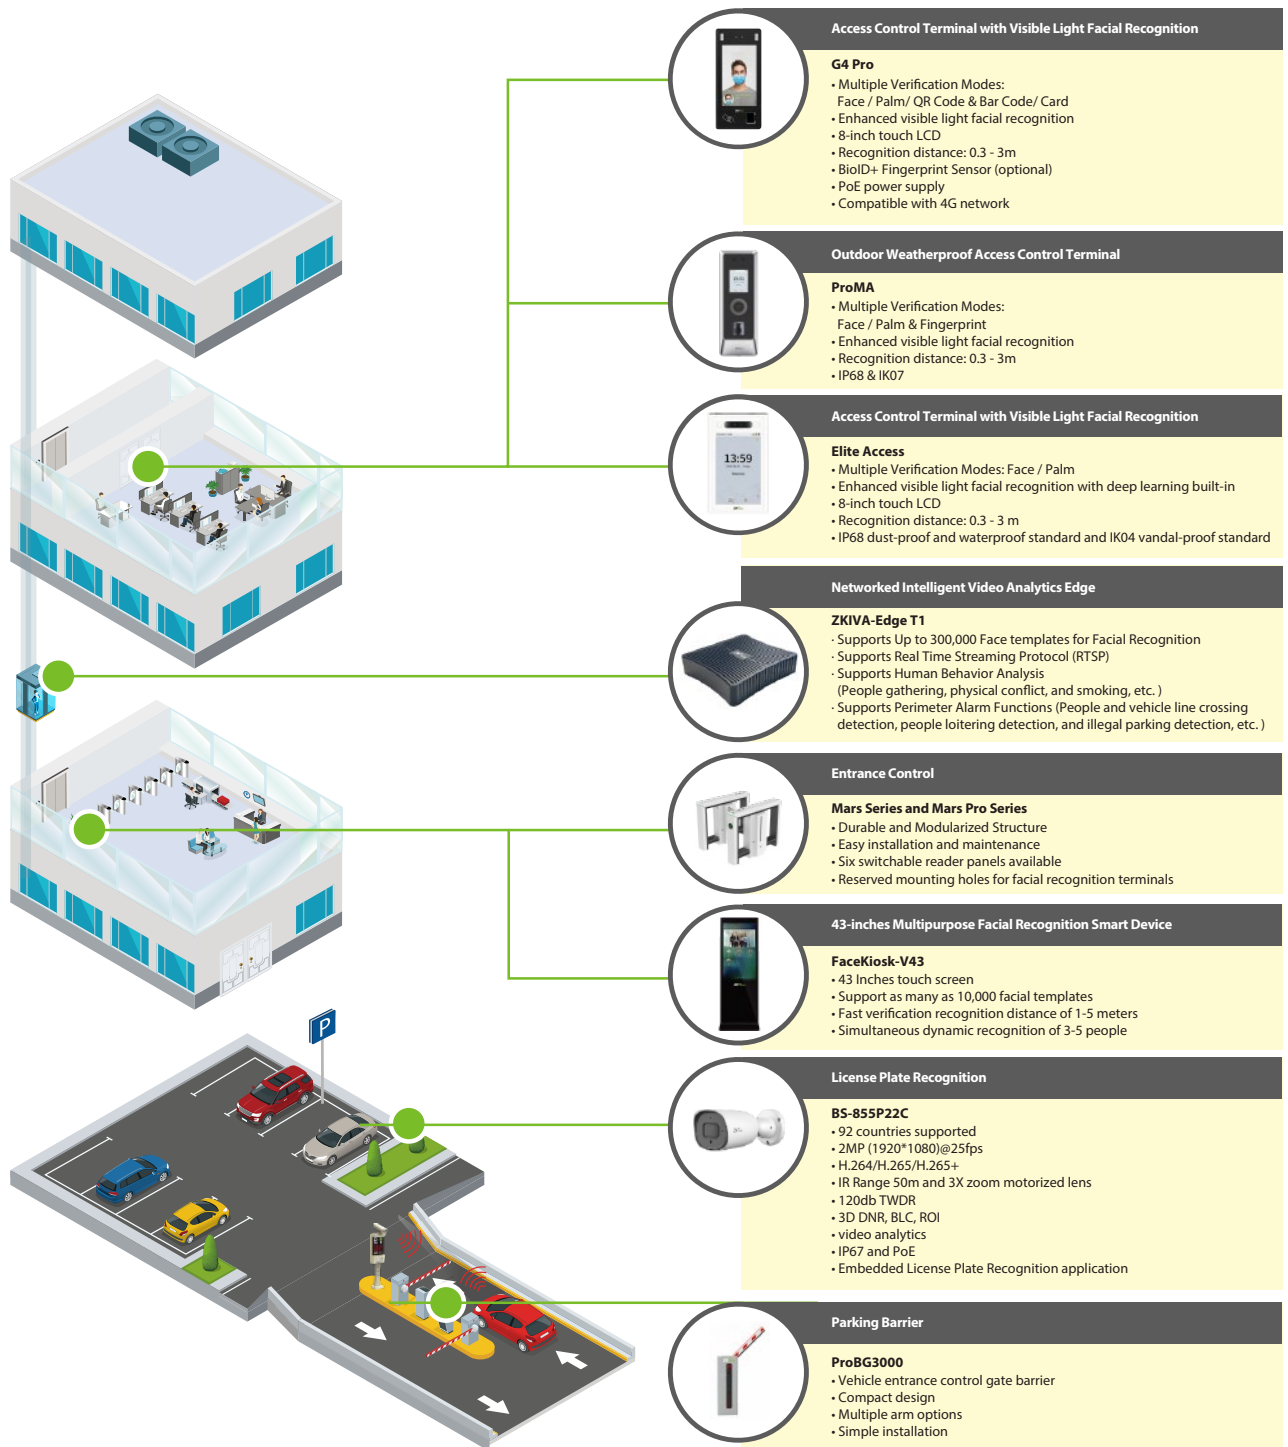 Access Control Terminal with Visible Light Facial Recognition
G4 Pro
• Multiple Verification Modes:
Face / Palm/ QR Code & Bar Code/ Card
• Enhanced visible light facial recognition
• 8-inch touch LCD
• Recognition distance: 0.3 - 3m
• BioID+ Fingerprint Sensor (optional)
• PoE power supply
• Compatible with 4G network
Outdoor Weatherproof Access Control Terminal
ProMA
• Multiple Verification Modes:
Face / Palm & Fingerprint
• Enhanced visible light facial recognition
• Recognition distance: 0.3 - 3m
• IP68 & IK07
Access Control Terminal with Visible Light Facial Recognition
13:59
Elite Access
• Multiple Verification Modes: Face / Palm
• Enhanced visible light facial recognition with deep learning built-in
• 8-inch touch LCD
• Recognition distance: 0.3 - 3 m
• IP68 dust-proof and waterproof standard and IK04 vandal-proof standard
Networked Intelligent Video Analytics Edge
ZKIVA-Edge T1
· Supports Up to 300,000 Face templates for Facial Recognition
· Supports Real Time Streaming Protocol (RTSP)
· Supports Human Behavior Analysis
(People gathering, physical conflict, and smoking, etc. )
· Supports Perimeter Alarm Functions (People and vehicle line crossing
detection, people loitering detection, and illegal parking detection, etc. )
Entrance Control
Mars Series and Mars Pro Series
• Durable and Modularized Structure
• Easy installation and maintenance
• Six switchable reader panels available
• Reserved mounting holes for facial recognition terminals
43-inches Multipurpose Facial Recognition Smart Device
FaceKiosk-V43
• 43 Inches touch screen
• Support as many as 10,000 facial templates
• Fast verification recognition distance of 1-5 meters
• Simultaneous dynamic recognition of 3-5 people
P
License Plate Recognition
BS-855P22C
• 92 countries supported
• 2MP (1920*1080)@25fps
• H.264/H.265/H.265+
• IR Range 50m and 3X zoom motorized lens
• 120db TWDR
• 3D DNR, BLC, ROI
• video analytics
• IP67 and PoE
• Embedded License Plate Recognition application
Parking Barrier
ProBG3000
• Vehicle entrance control gate barrier
• Compact design
• Multiple arm options
• Simple installation